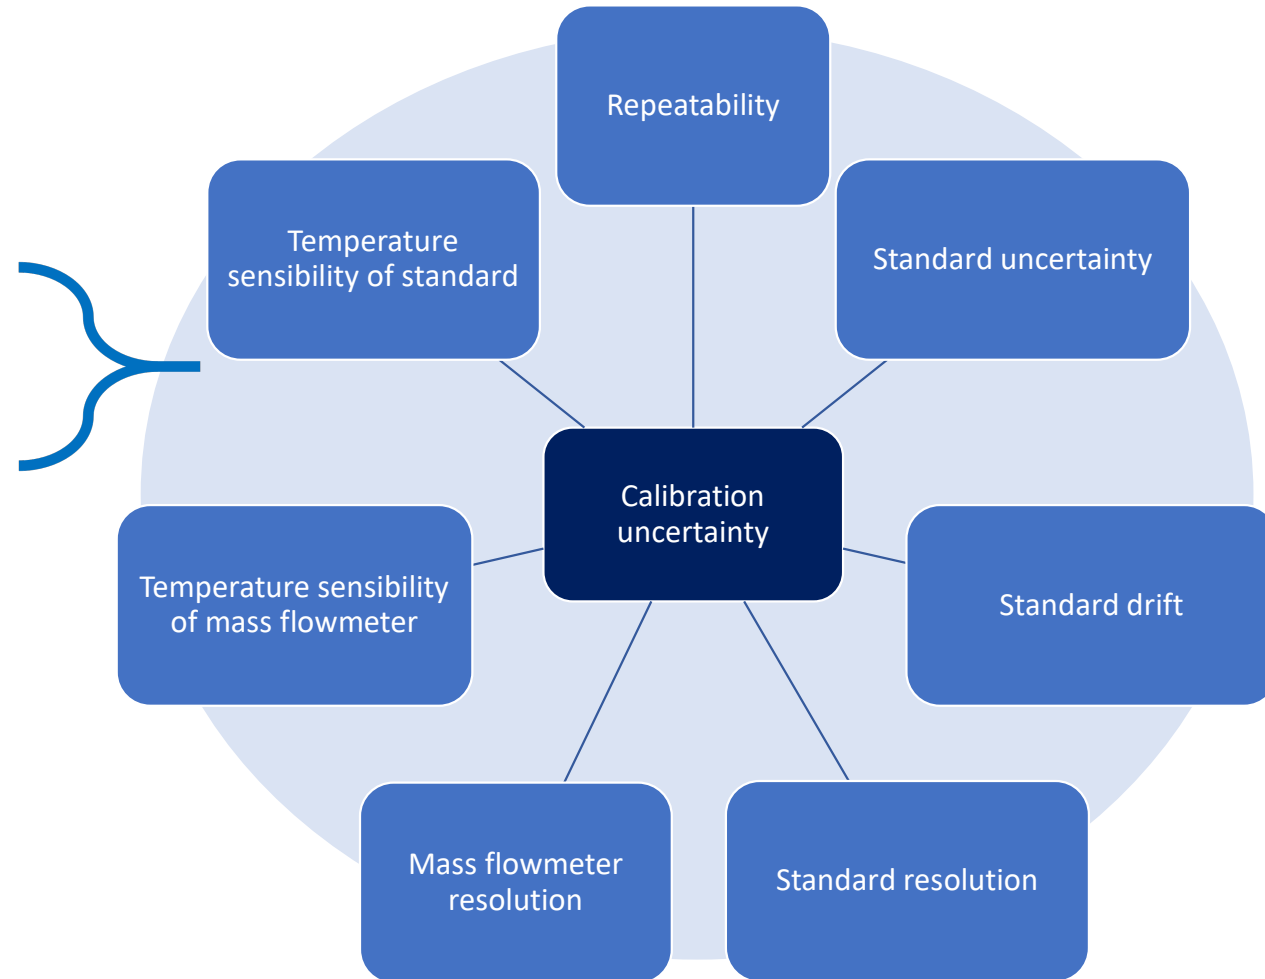 Repeatability
Temperature
sensibility of standard
Standard uncertainty
Calibration
uncertainty
Temperature sensibility
of mass flowmeter
Standard drift
Mass flowmeter
resolution
Standard resolution